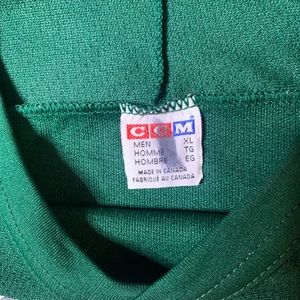 CCM
MEN XL
HOMME TG
HOMBRE EG
MADE IN CANADA
FABRIQUÉ AU CANADA